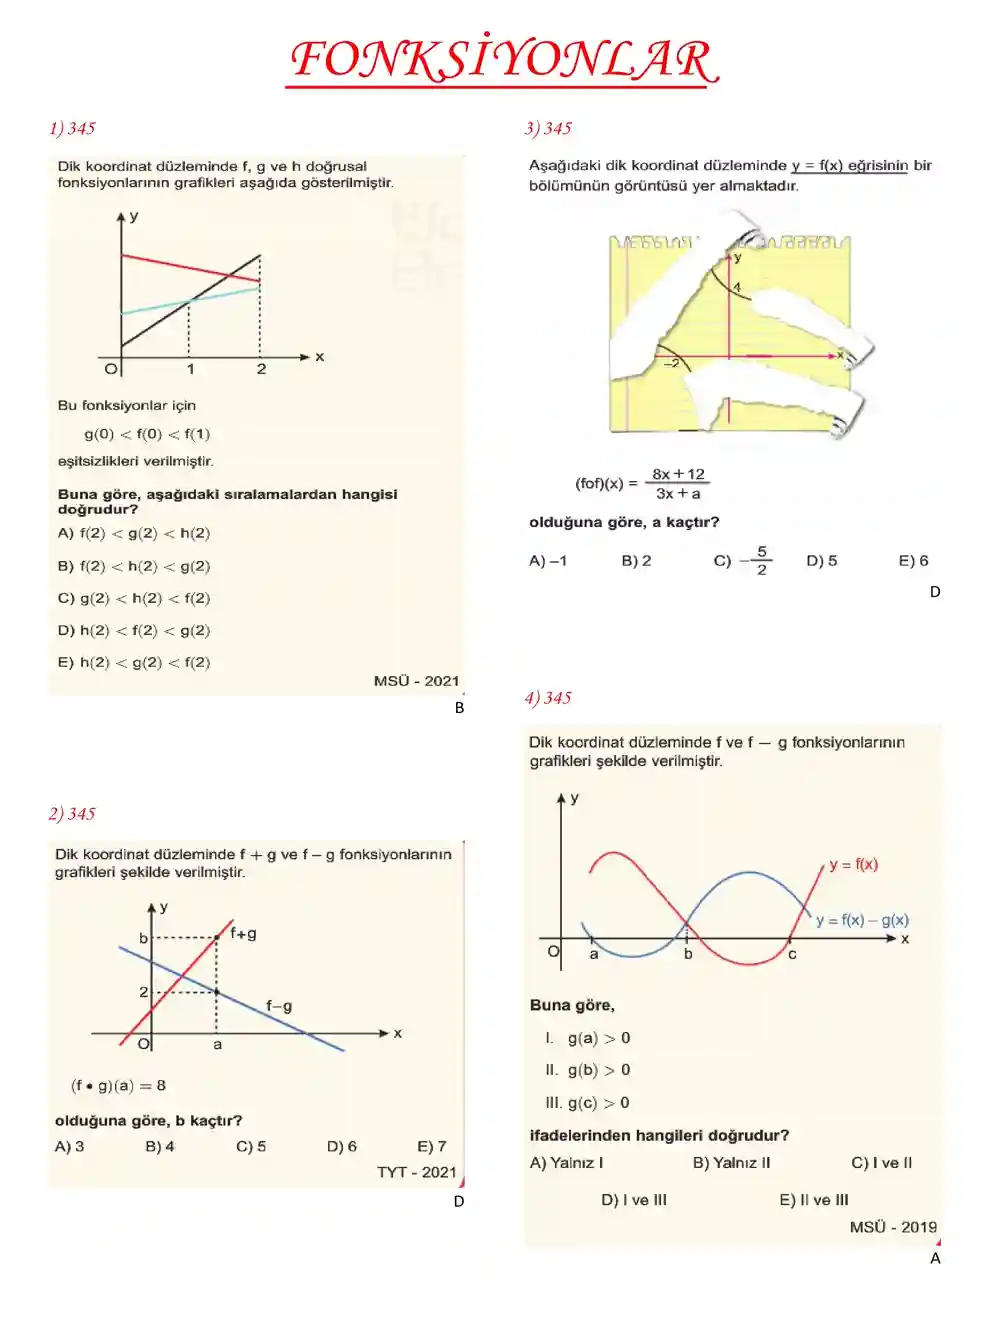 FONKSİYONLAR
1) 345
Dik koordinat düzleminde f, g ve h doğrusal
fonksiyonlarının grafikleri aşağıda gösterilmiştir.
y
x
O
1
2
Bu fonksiyonlar için
g(0) < f(0) < f(1)
eşitsizlikleri verilmiştir.
Buna göre, aşağıdaki sıralamalardan hangisi
doğrudur?
A) f(2) < g(2) < h(2)
B) f(2) < h(2) < g(2)
C) g(2) < h(2) < f(2)
D) h(2) < f(2) < g(2)
E) h(2) < g(2) < f(2)
MSÜ - 2021
B
2) 345
Dik koordinat düzleminde f + g ve f – g fonksiyonlarının
grafikleri şekilde verilmiştir.
y
b
f+g
2
f–g
x
O
a
(f • g)(a) = 8
olduğuna göre, b kaçtır?
A) 3 B) 4 C) 5 D) 6 E) 7
TYT - 2021
D
3) 345
Aşağıdaki dik koordinat düzleminde y = f(x) eğrisinin bir
bölümünün görüntüsü yer almaktadır.
y
4
x
–2
(fof)(x) = 8x + 12 / 3x + a
olduğuna göre, a kaçtır?
A) –1 B) 2 C) –5/2 D) 5 E) 6
D
4) 345
Dik koordinat düzleminde f ve f – g fonksiyonlarının
grafikleri şekilde verilmiştir.
y
y = f(x)
y = f(x) – g(x)
x
O
a
b
c
Buna göre,
I. g(a) > 0
II. g(b) > 0
III. g(c) > 0
ifadelerinden hangileri doğrudur?
A) Yalnız I B) Yalnız II C) I ve II
D) I ve III E) II ve III
MSÜ - 2019
A